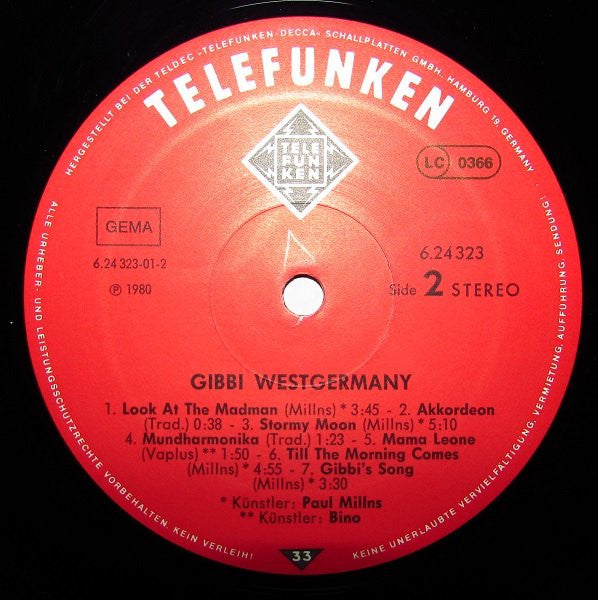 HERGESTELLT BEI DER TELDEC »TELEFUNKEN-DECCA« SCHALLPLATTEN GMBH., HAMBURG 19, GERMANY
TELEFUNKEN
TELE
FUN
KEN
LC 0366
GEMA
6.24 323-01-2
℗ 1980
6.24 323
Side 2 STEREO
GIBBI WESTGERMANY
1. Look At The Madman (Millns) * 3:45 - 2. Akkordeon
(Trad.) 0:38 - 3. Stormy Moon (Millns) * 5:10
4. Mundharmonika (Trad.) 1:23 - 5. Mama Leone
(Vaplus) ** 1:50 - 6. Till The Morning Comes
(Millns) * 4:55 - 7. Gibbi's Song
(Millns) * 3:30
* Künstler: Paul Millns
** Künstler: Bino
33
ALLE URHEBER- UND LEISTUNGSSCHUTZRECHTE VORBEHALTEN. KEIN VERLEIH!
KEINE UNERLAUBTE VERVIELFÄLTIGUNG, VERMIETUNG, AUFFÜHRUNG, SENDUNG!